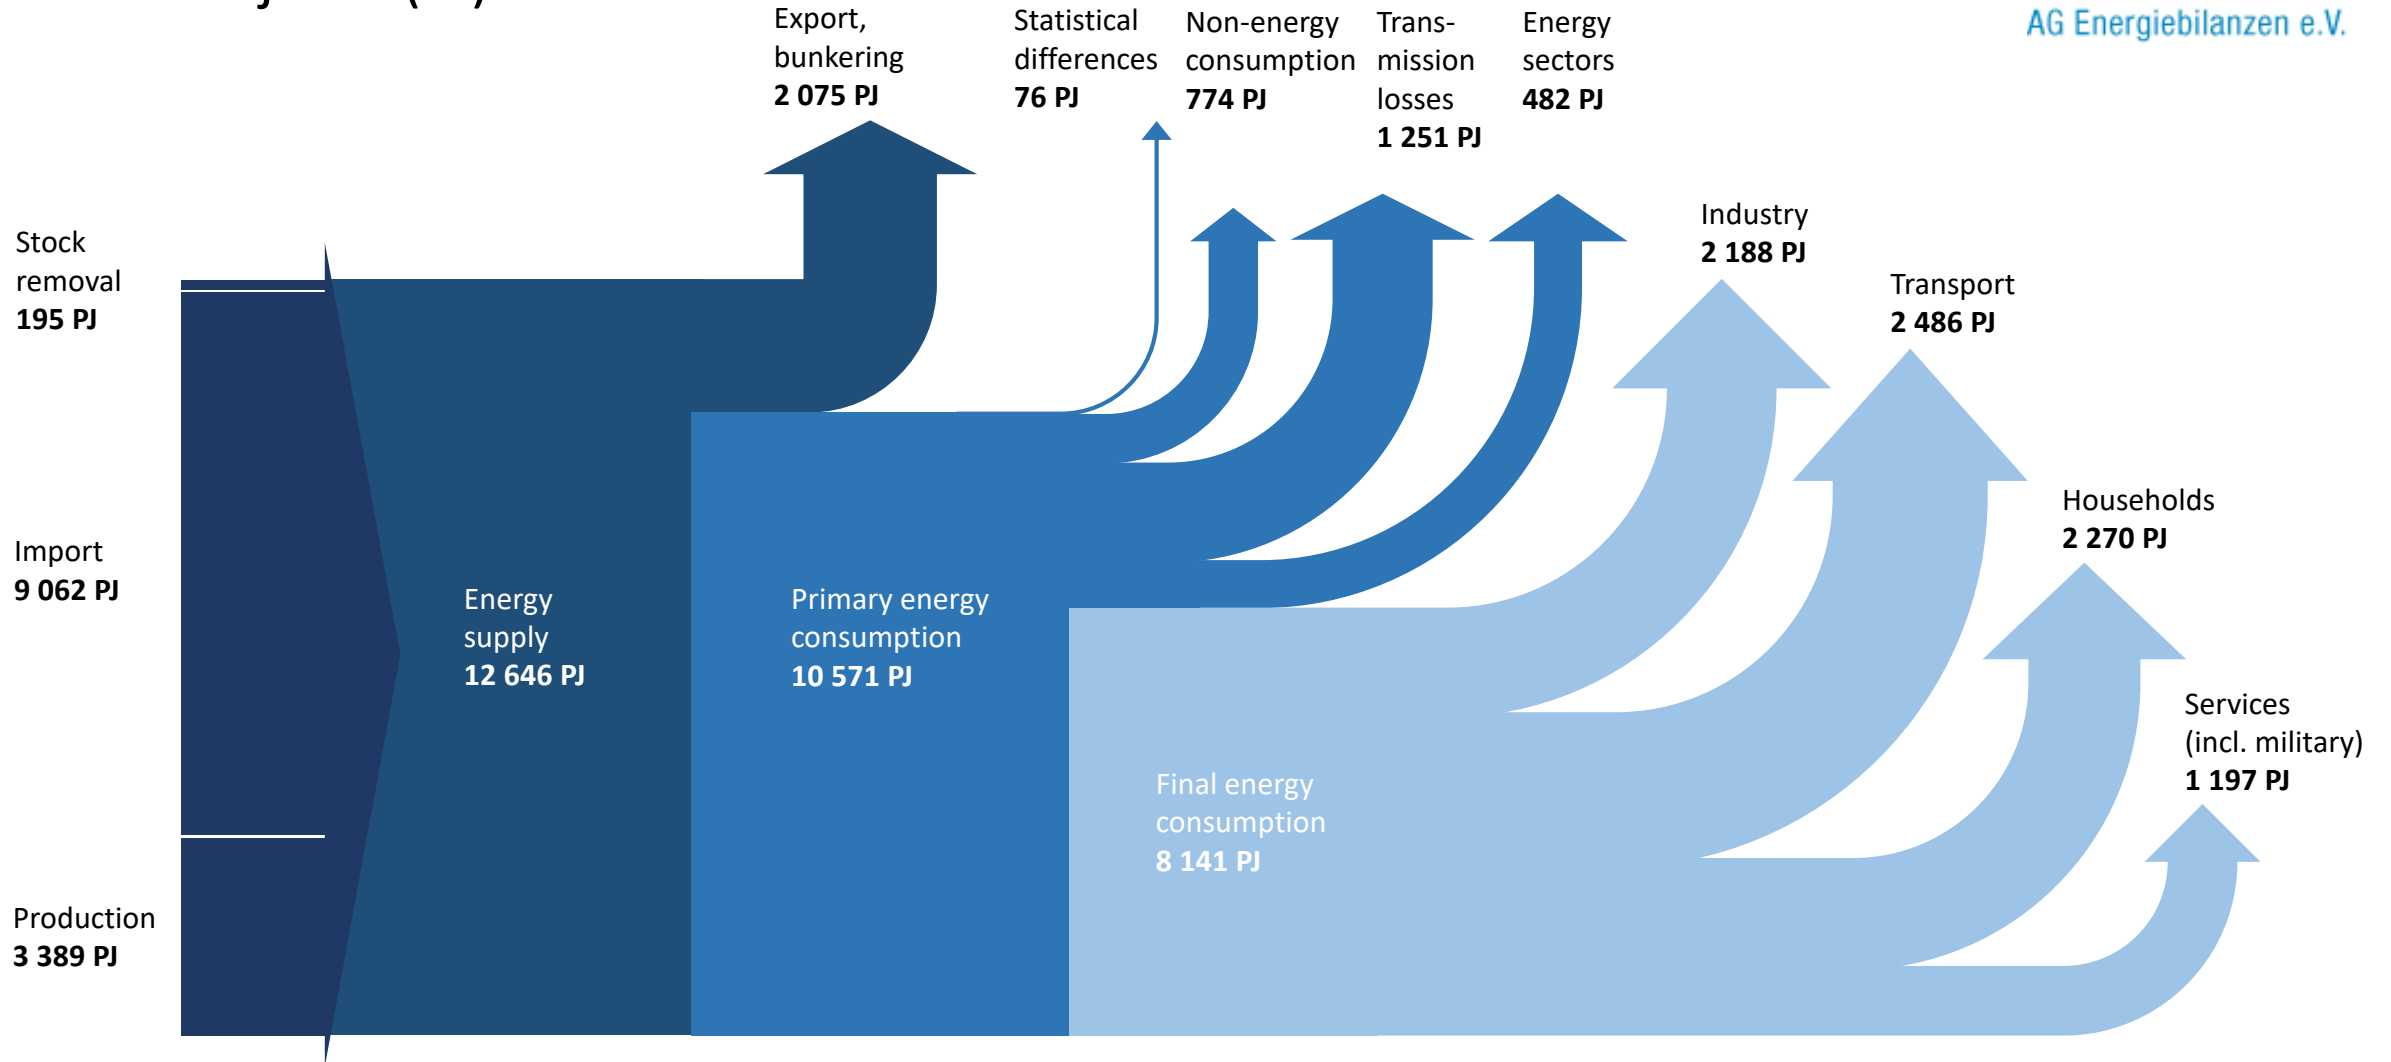 AG Energiebilanzen e.V.
Export,
bunkering
2 075 PJ
Statistical
differences
76 PJ
Non-energy
consumption
774 PJ
Trans-
mission
losses
1 251 PJ
Energy
sectors
482 PJ
Industry
2 188 PJ
Transport
2 486 PJ
Households
2 270 PJ
Services
(incl. military)
1 197 PJ
Stock
removal
195 PJ
Import
9 062 PJ
Production
3 389 PJ
Energy
supply
12 646 PJ
Primary energy
consumption
10 571 PJ
Final energy
consumption
8 141 PJ